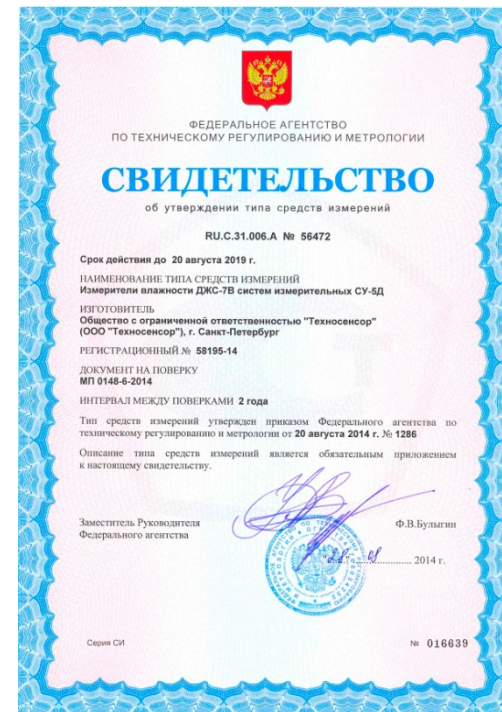 ФЕДЕРАЛЬНОЕ АГЕНТСТВО
ПО ТЕХНИЧЕСКОМУ РЕГУЛИРОВАНИЮ И МЕТРОЛОГИИ
СВИДЕТЕЛЬСТВО
об утверждении типа средств измерений
RU.C.31.006.A № 56472
Срок действия до 20 августа 2019 г.
НАИМЕНОВАНИЕ ТИПА СРЕДСТВ ИЗМЕРЕНИЙ
Измерители влажности ДЖС-7В систем измерительных СУ-5Д
ИЗГОТОВИТЕЛЬ
Общество с ограниченной ответственностью "Техносенсор"
(ООО "Техносенсор"), г. Санкт-Петербург
РЕГИСТРАЦИОННЫЙ № 58195-14
ДОКУМЕНТ НА ПОВЕРКУ
МП 0148-6-2014
ИНТЕРВАЛ МЕЖДУ ПОВЕРКАМИ 2 года
Тип средств измерений утвержден приказом Федерального агентства по
техническому регулированию и метрологии от 20 августа 2014 г. № 1286
Описание типа средств измерений является обязательным приложением
к настоящему свидетельству.
Заместитель Руководителя
Федерального агентства
Ф.В.Булыгин
"28" 08 2014 г.
Серия СИ
№ 016639